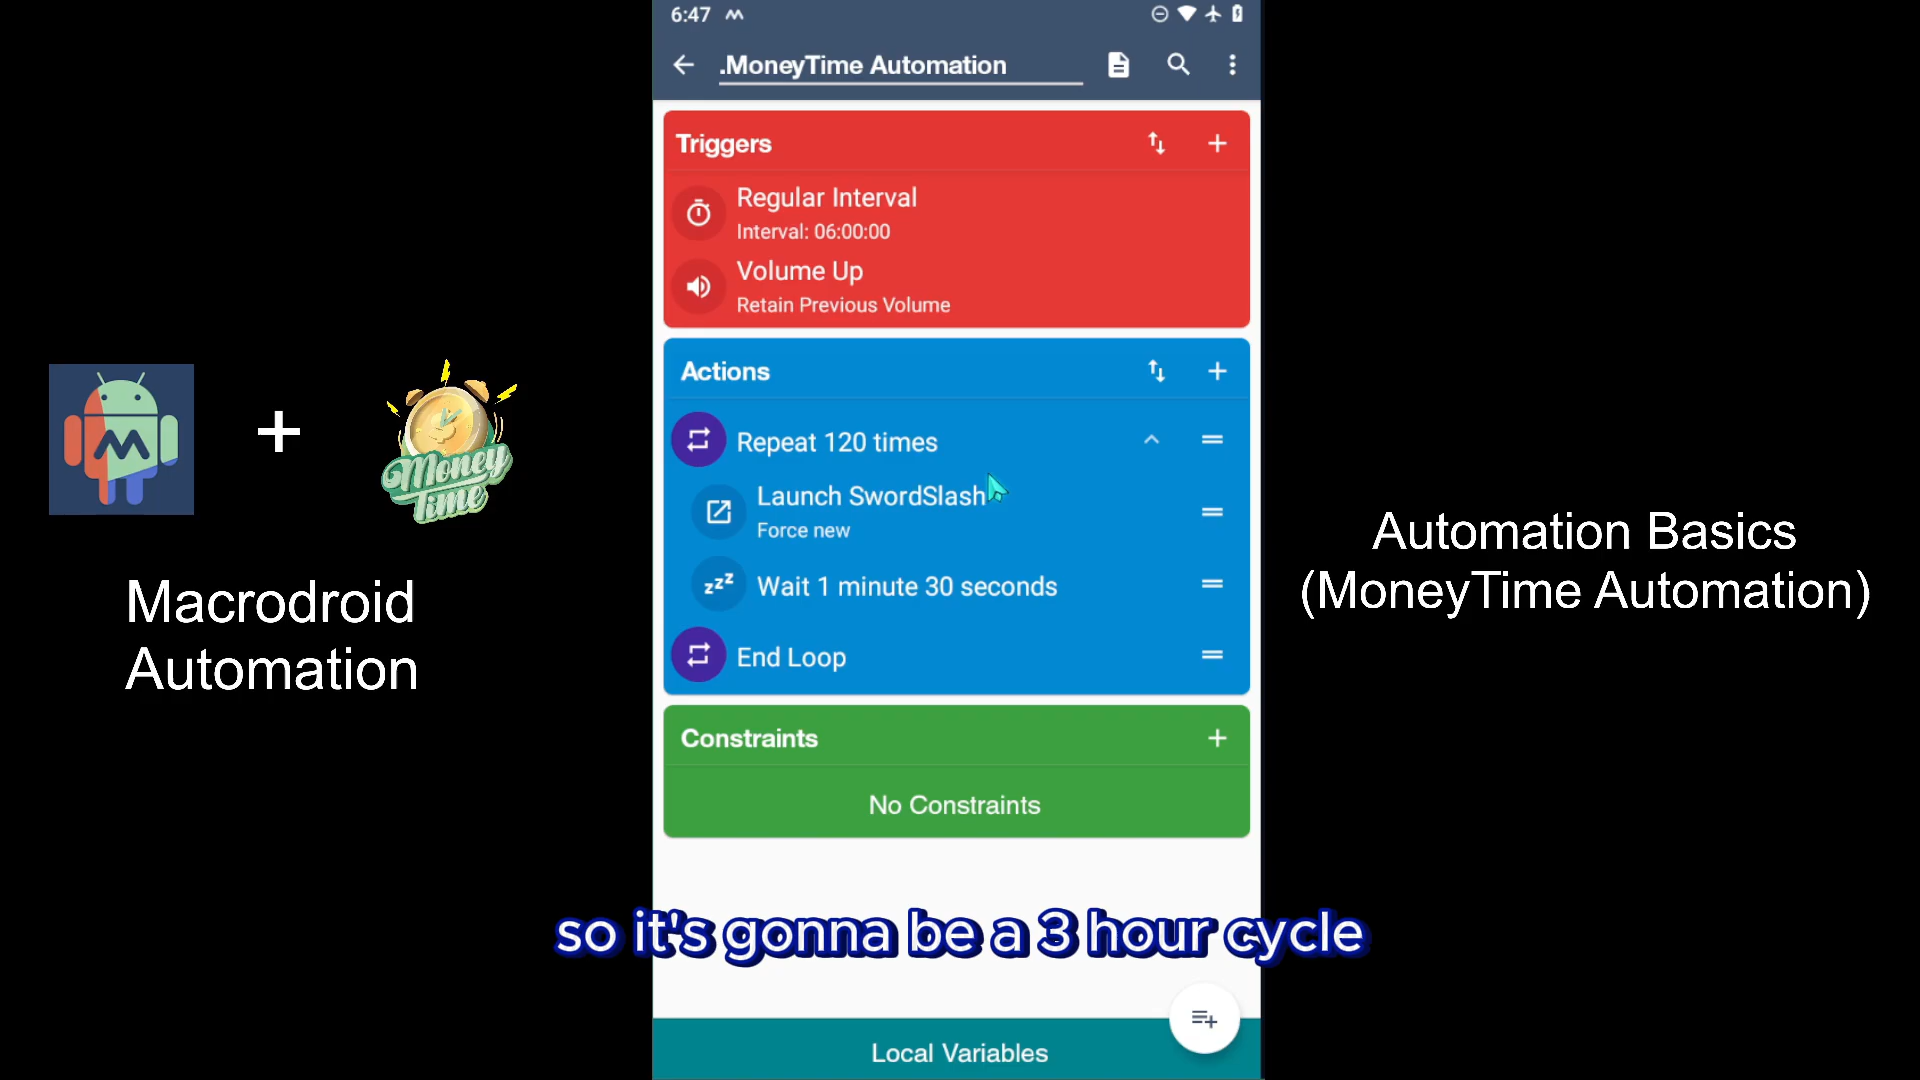 6:47
.MoneyTime Automation
Triggers
Regular Interval
Interval: 06:00:00
Volume Up
Retain Previous Volume
Actions
Repeat 120 times
Launch SwordSlash
Force new
zzz Wait 1 minute 30 seconds
End Loop
Constraints
No Constraints
Local Variables
Money
Time
+
Macrodroid
Automation
Automation Basics
(MoneyTime Automation)
so it's gonna be a 3 hour cycle